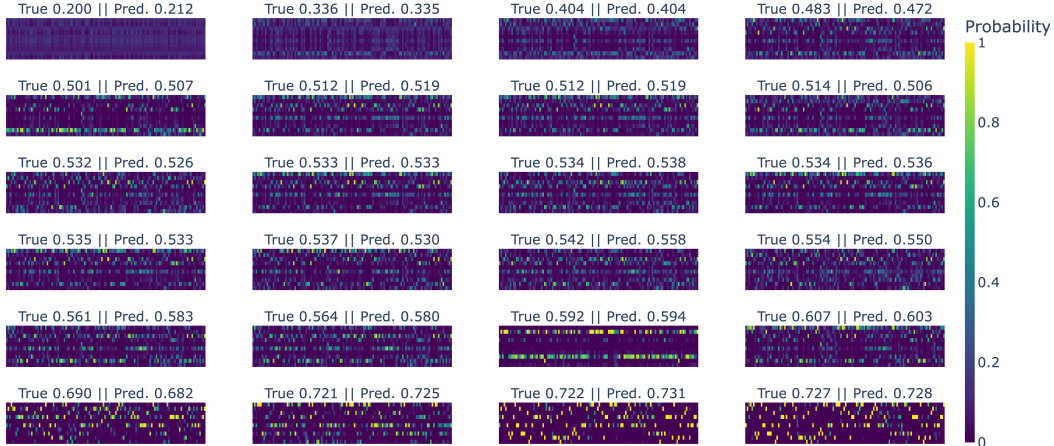 True 0.200 || Pred. 0.212
True 0.336 || Pred. 0.335
True 0.404 || Pred. 0.404
True 0.483 || Pred. 0.472
Probability
1
0.8
0.6
0.4
0.2
0
True 0.501 || Pred. 0.507
True 0.512 || Pred. 0.519
True 0.512 || Pred. 0.519
True 0.514 || Pred. 0.506
True 0.532 || Pred. 0.526
True 0.533 || Pred. 0.533
True 0.534 || Pred. 0.538
True 0.534 || Pred. 0.536
True 0.535 || Pred. 0.533
True 0.537 || Pred. 0.530
True 0.542 || Pred. 0.558
True 0.554 || Pred. 0.550
True 0.561 || Pred. 0.583
True 0.564 || Pred. 0.580
True 0.592 || Pred. 0.594
True 0.607 || Pred. 0.603
True 0.690 || Pred. 0.682
True 0.721 || Pred. 0.725
True 0.722 || Pred. 0.731
True 0.727 || Pred. 0.728